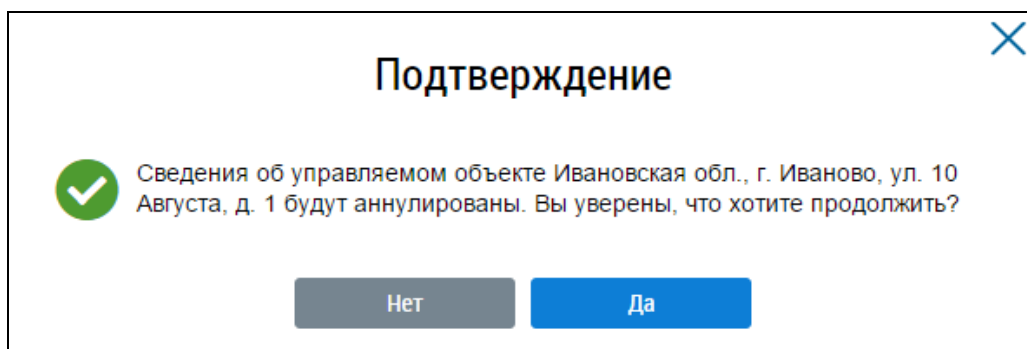 Подтверждение
Сведения об управляемом объекте Ивановская обл., г. Иваново, ул. 10
Августа, д. 1 будут аннулированы. Вы уверены, что хотите продолжить?
Нет
Да